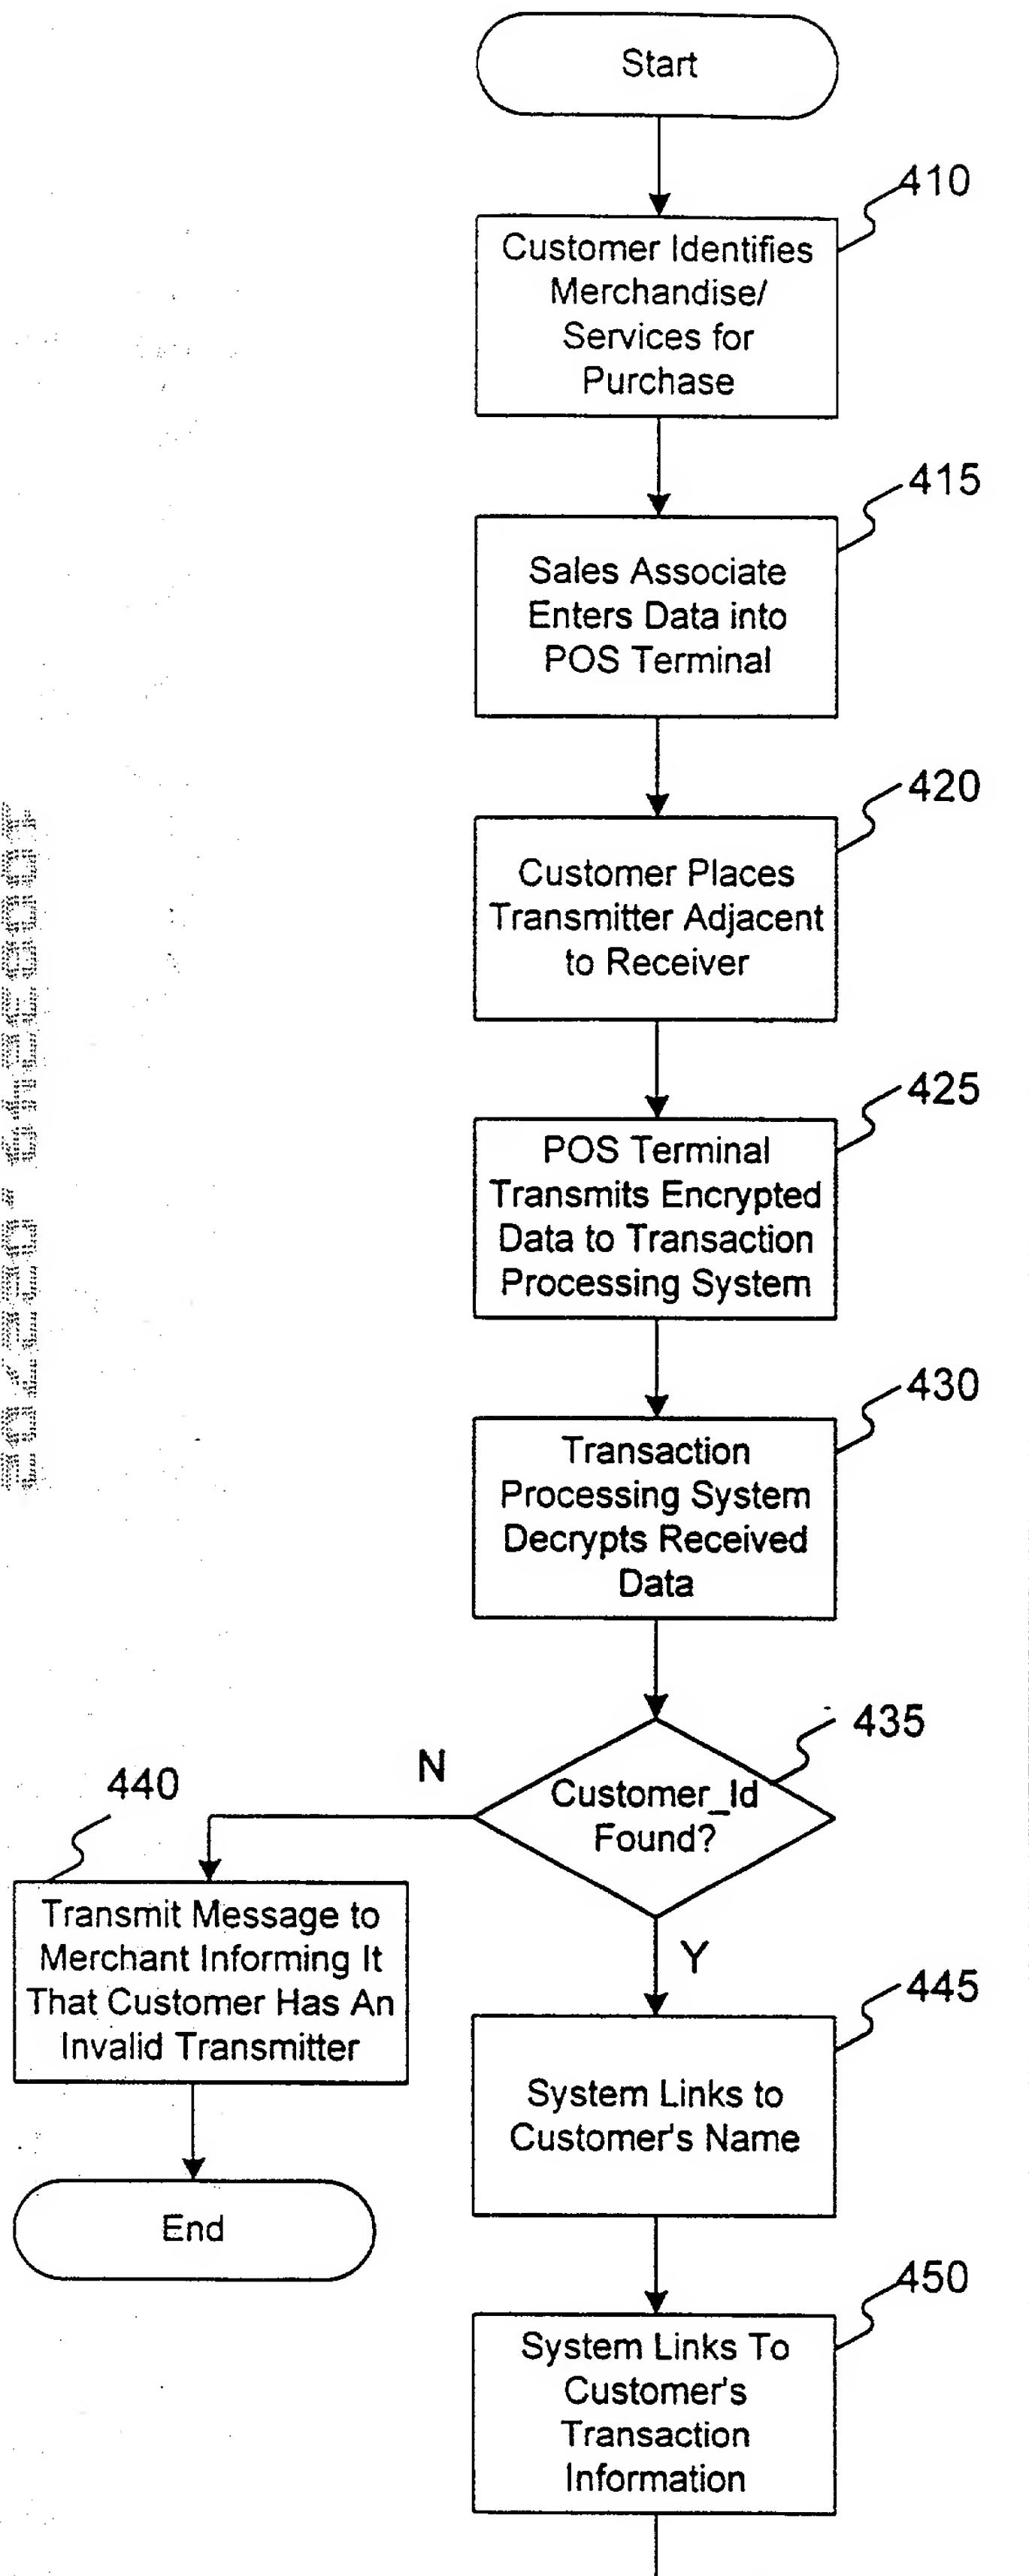 Start
410
Customer Identifies
Merchandise/
Services for
Purchase
415
Sales Associate
Enters Data into
POS Terminal
420
Customer Places
Transmitter Adjacent
to Receiver
425
POS Terminal
Transmits Encrypted
Data to Transaction
Processing System
430
Transaction
Processing System
Decrypts Received
Data
435
Customer_Id
Found?
N
440
Transmit Message to
Merchant Informing It
That Customer Has An
Invalid Transmitter
End
Y
445
System Links to
Customer's Name
450
System Links To
Customer's
Transaction
Information